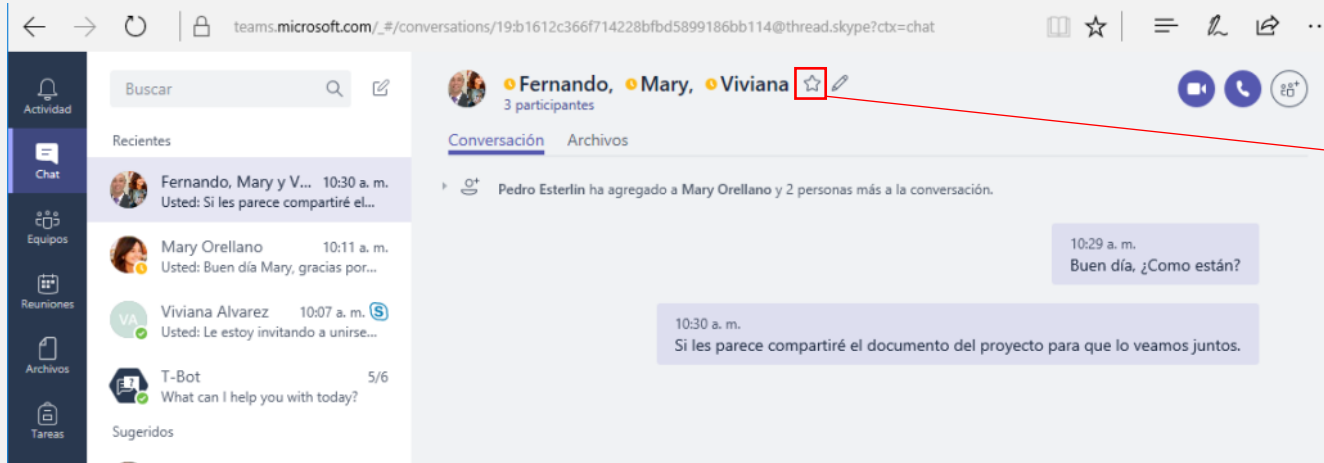 teams.microsoft.com/_#/conversations/19:b1612c366f714228bfbd5899186bb114@thread.skype?ctx=chat
Actividad
Chat
Equipos
Reuniones
Archivos
Tareas
Buscar
Recientes
Fernando, Mary y V... 10:30 a. m.
Usted: Si les parece compartiré el...
Mary Orellano 10:11 a. m.
Usted: Buen día Mary, gracias por...
VA
Viviana Alvarez 10:07 a. m. S
Usted: Le estoy invitando a unirse...
T-Bot 5/6
What can I help you with today?
Sugeridos
Fernando, Mary, Viviana
3 participantes
Conversación Archivos
Pedro Esterlin ha agregado a Mary Orellano y 2 personas más a la conversación.
10:29 a. m.
Buen día, ¿Como están?
10:30 a. m.
Si les parece compartiré el documento del proyecto para que lo veamos juntos.